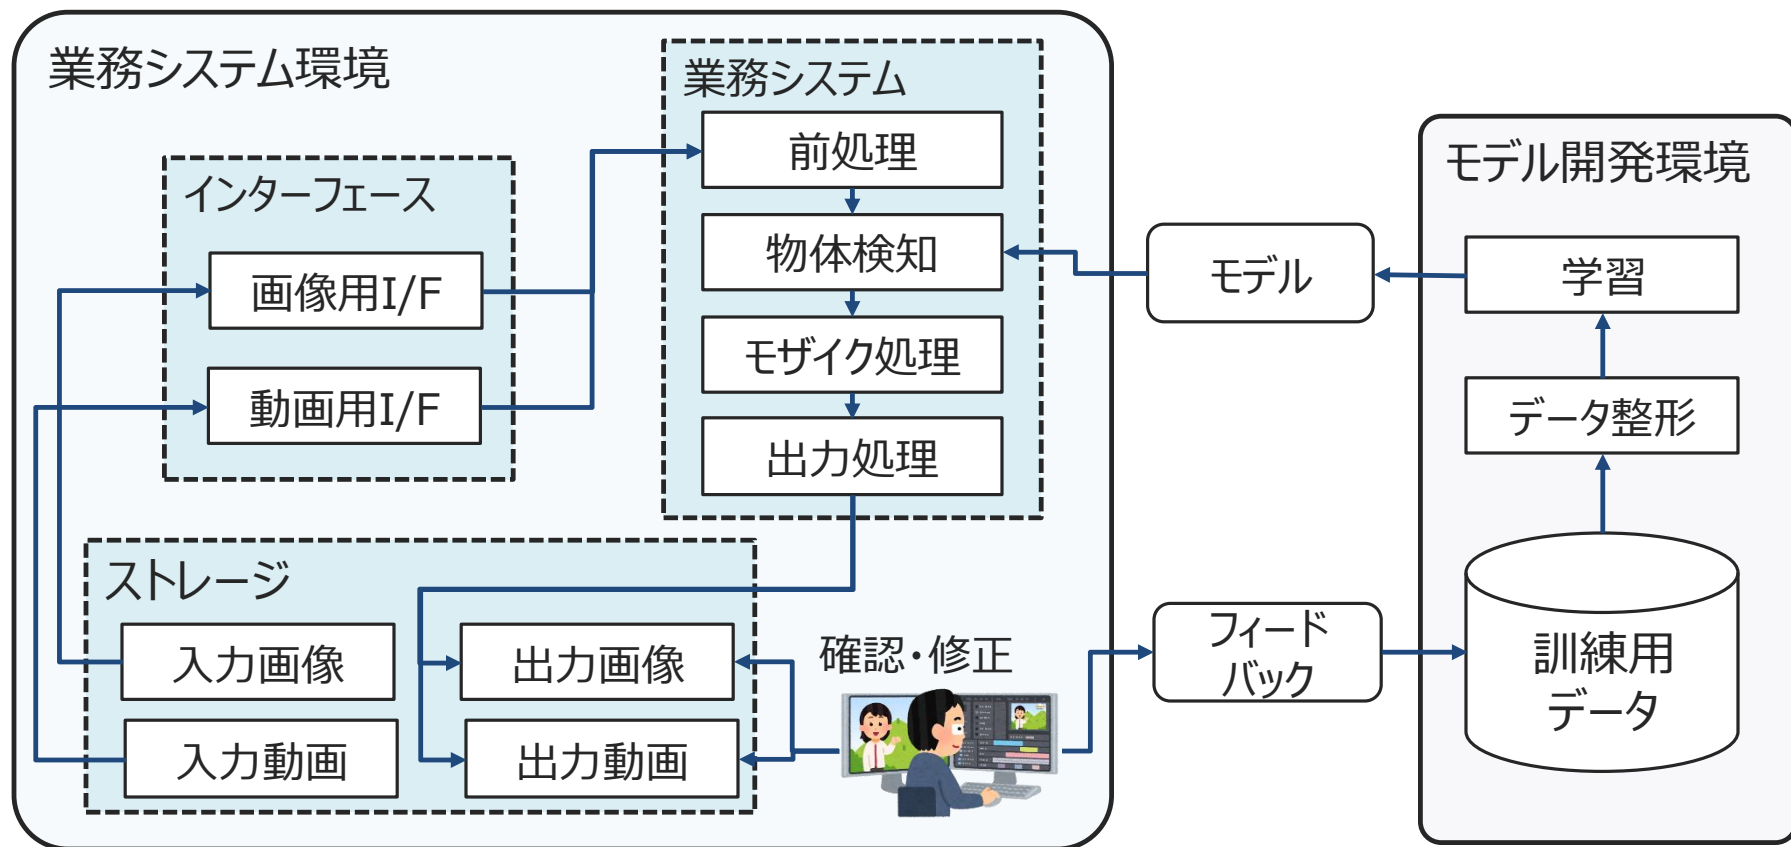 業務システム環境
業務システム
前処理
物体検知
モザイク処理
出力処理
インターフェース
画像用I/F
動画用I/F
ストレージ
入力画像
出力画像
入力動画
出力動画
確認・修正
モデル
フィード
バック
モデル開発環境
学習
データ整形
訓練用
データ